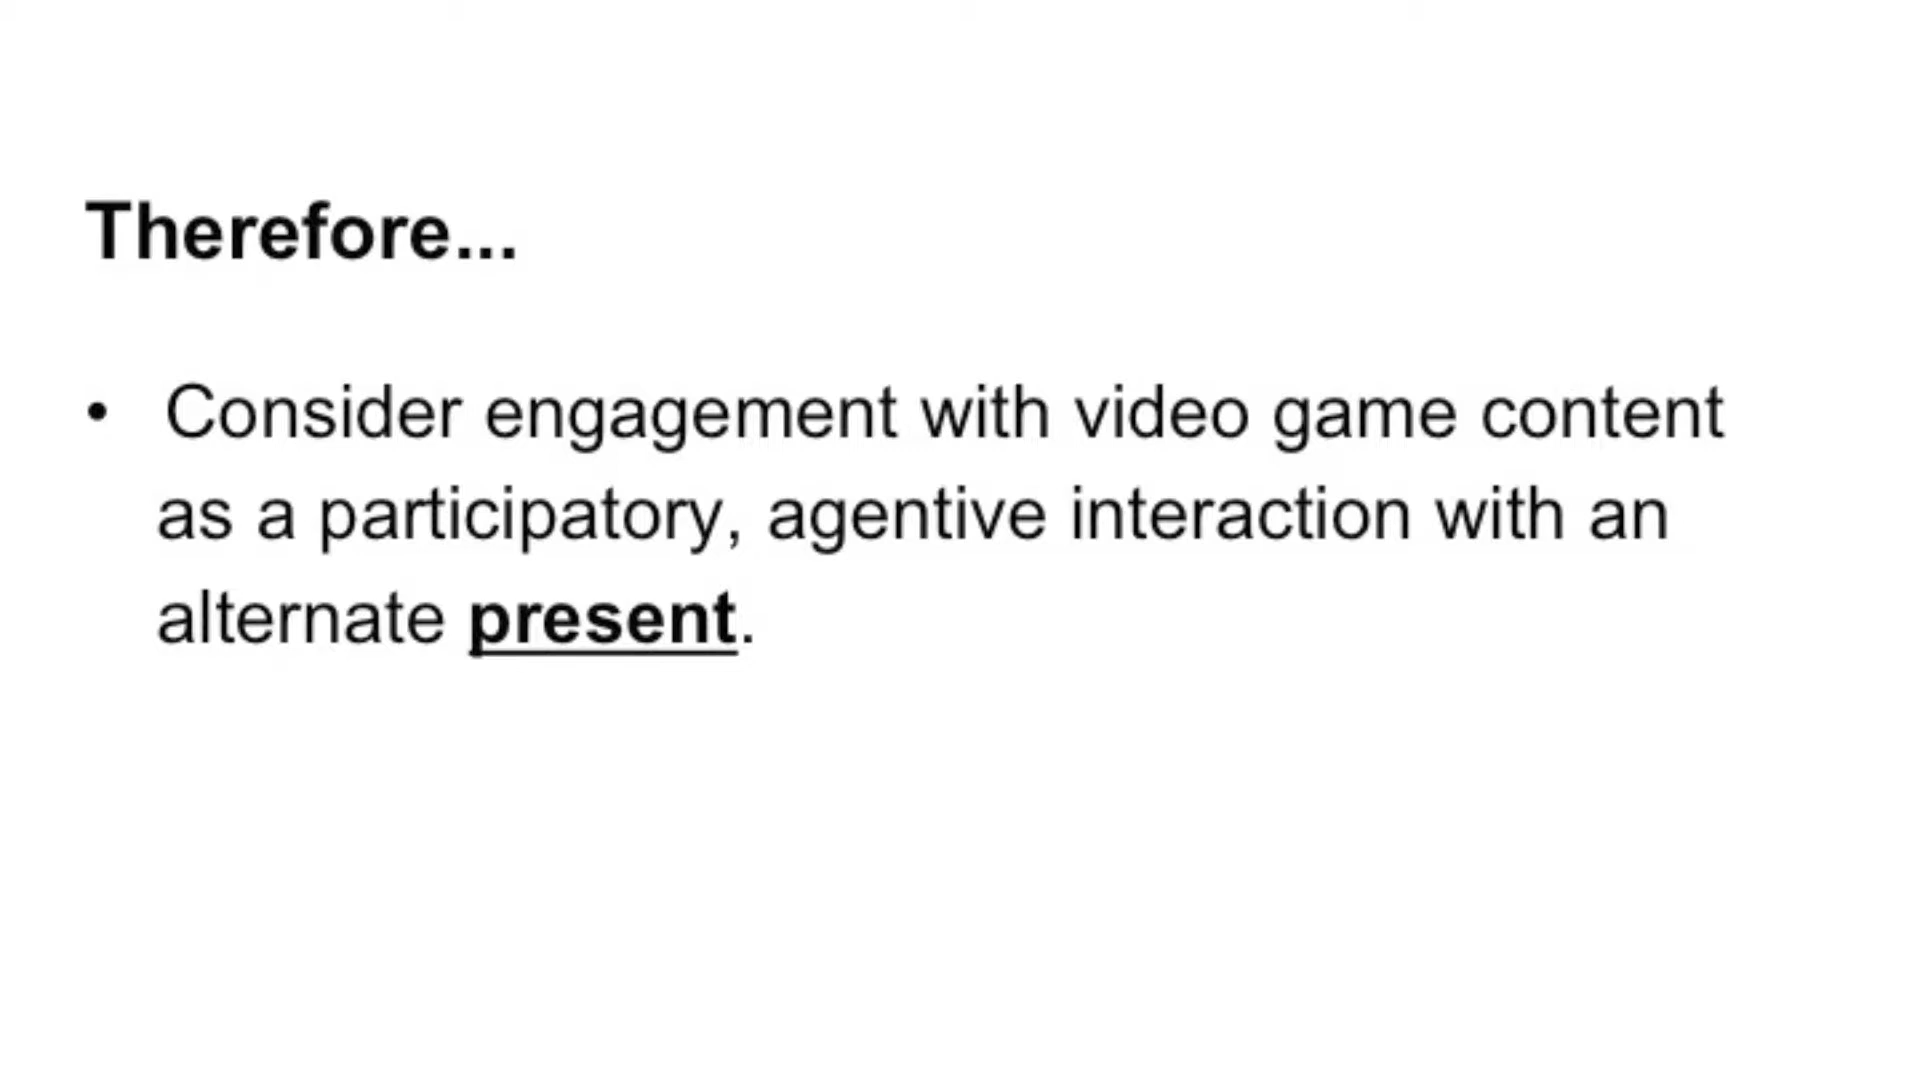 Therefore...
• Consider engagement with video game content
as a participatory, agentive interaction with an
alternate present.